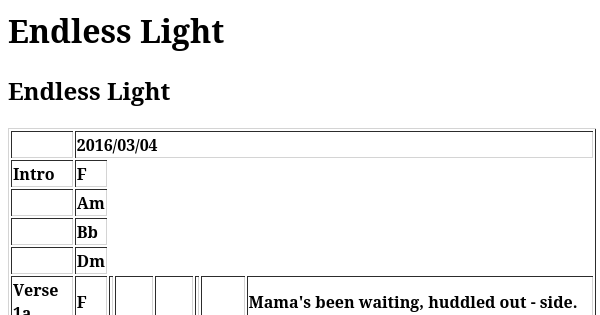 Endless Light
Endless Light
2016/03/04
Intro F
Am
Bb
Dm
Verse
1a F Mama's been waiting, huddled out - side.